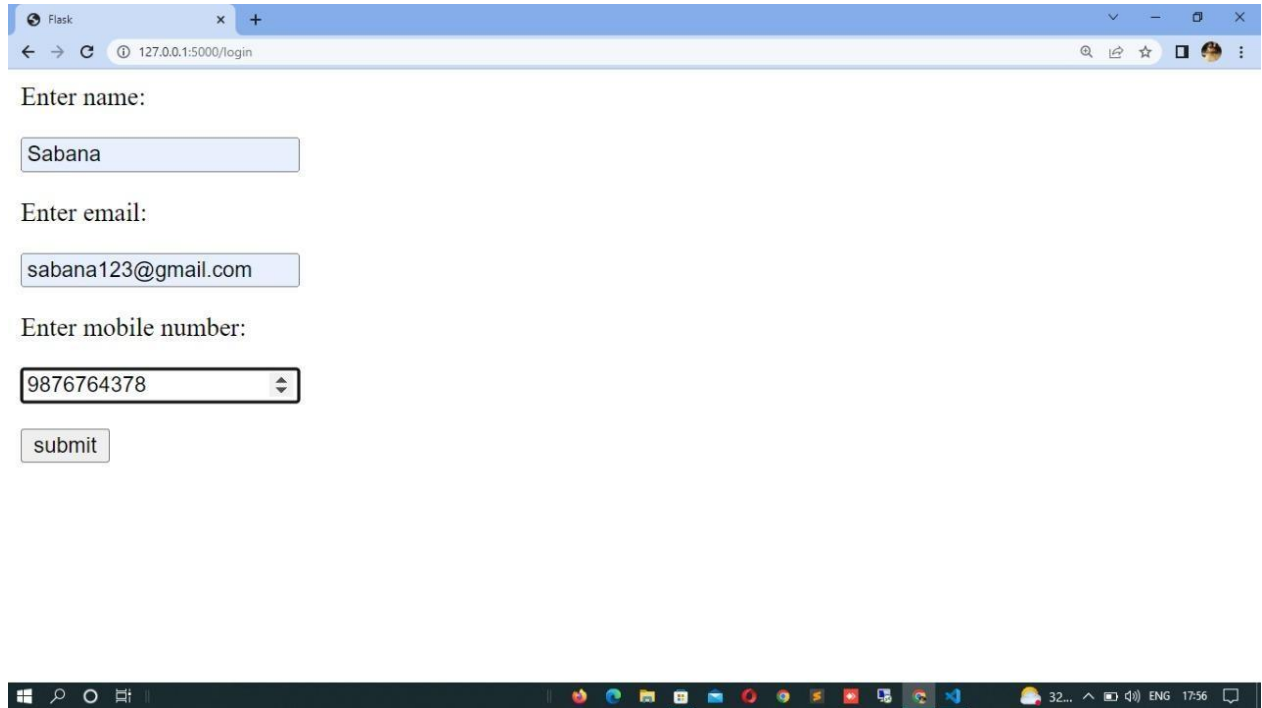 Flask
127.0.0.1:5000/login
Enter name:
Sabana
Enter email:
sabana123@gmail.com
Enter mobile number:
9876764378
submit
32... ENG 17:56